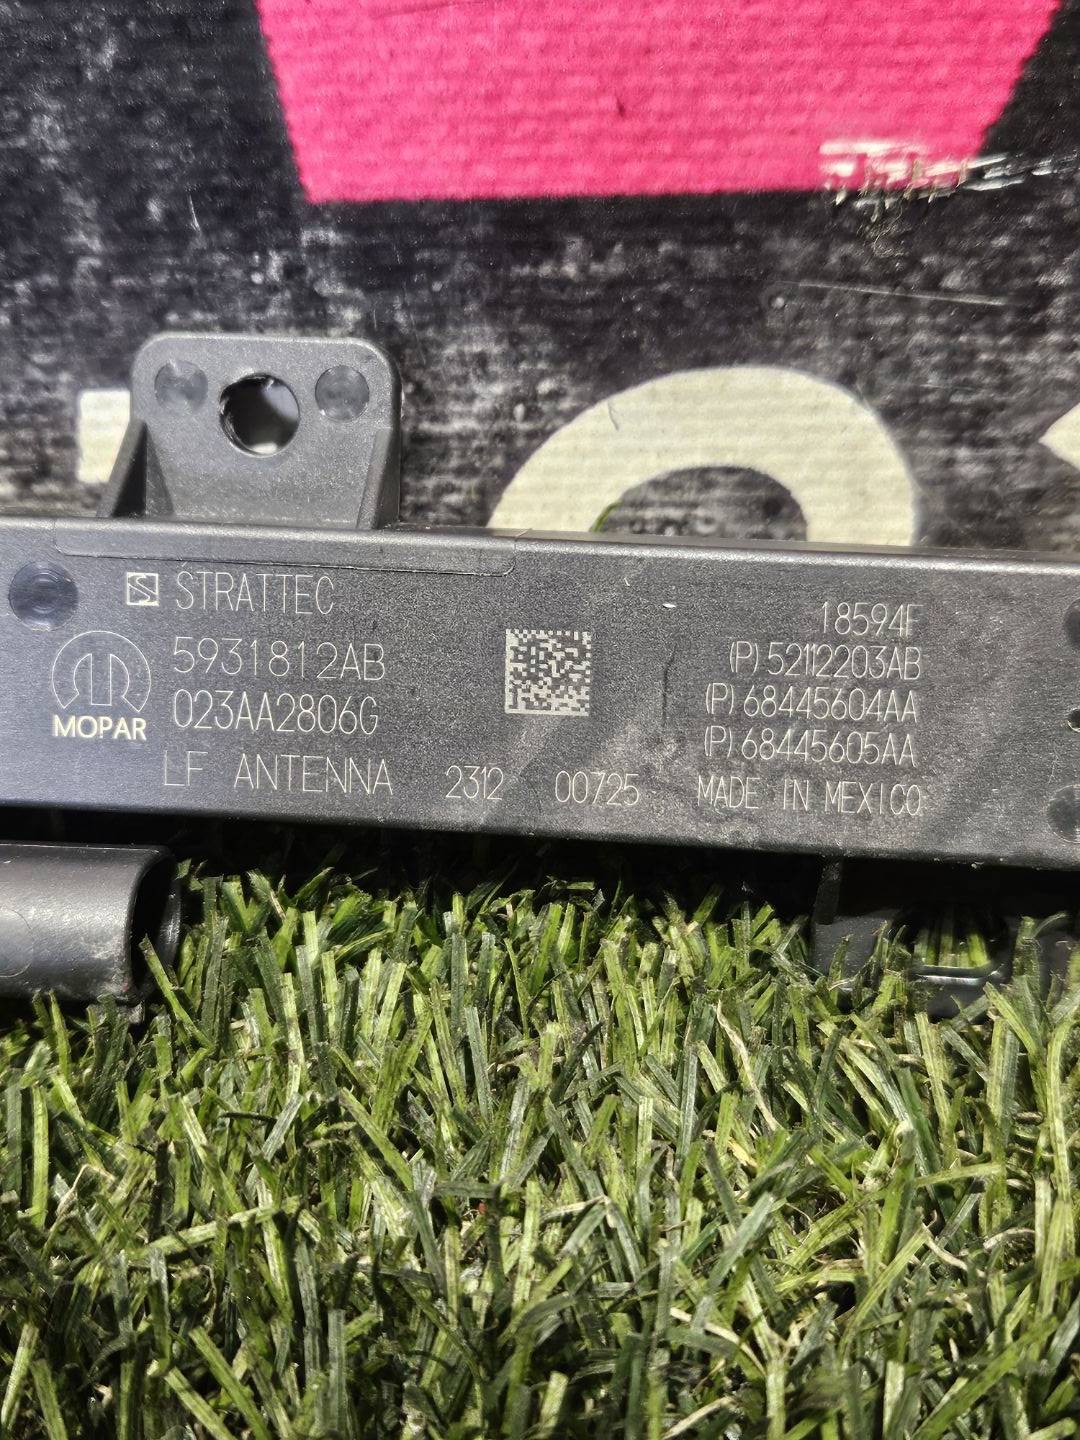 STRATTEC
5931812AB
023AA2806G
MOPAR
LF ANTENNA 2312 00725
18594F
(P) 52112203AB
(P) 68445604AA
(P) 68445605AA
MADE IN MEXICO